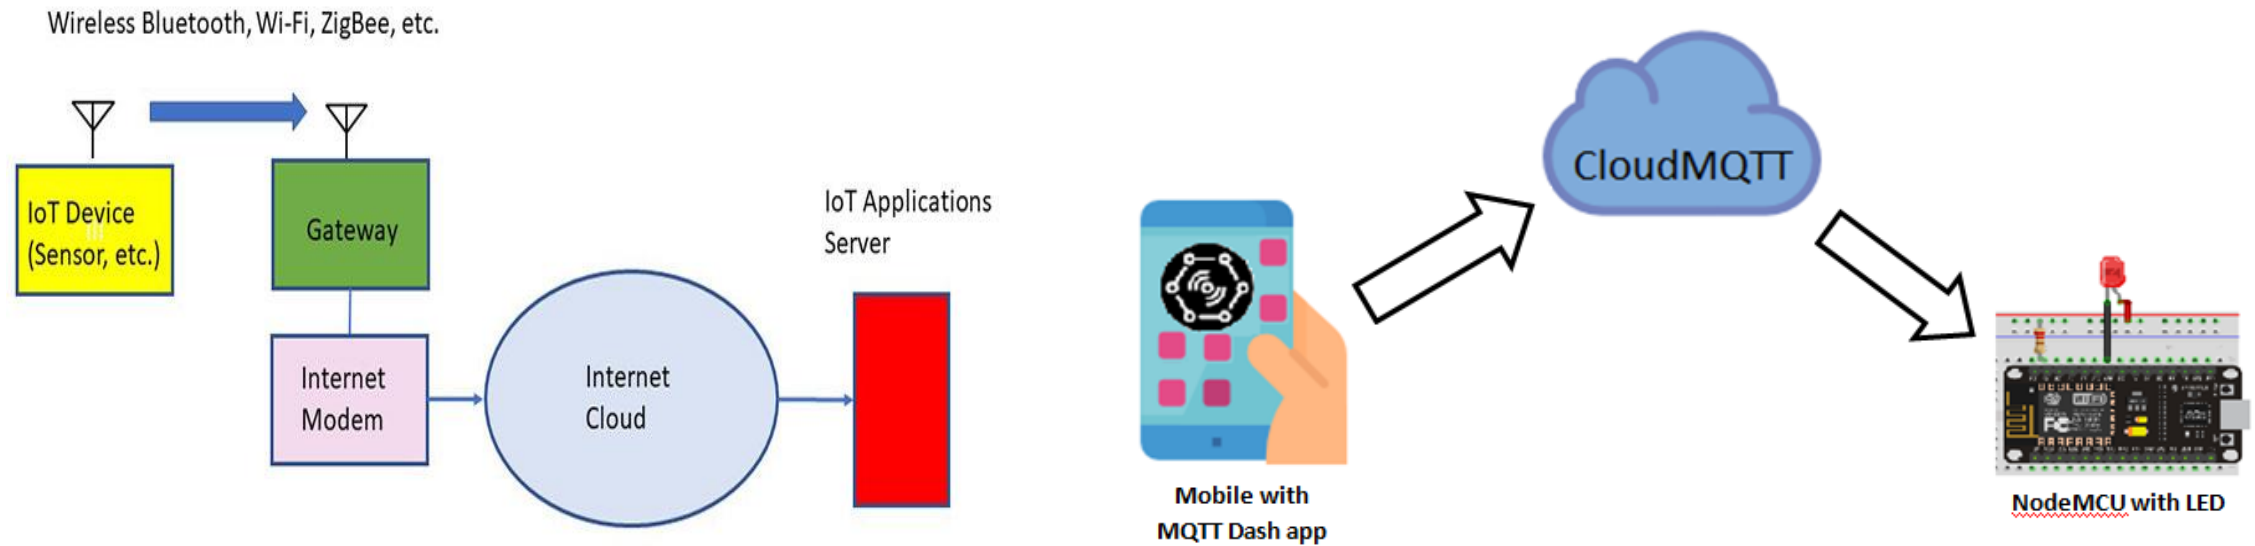 Wireless Bluetooth, Wi-Fi, ZigBee, etc.
IoT Device
(Sensor, etc.)
Gateway
Internet
Modem
Internet
Cloud
IoT Applications
Server
CloudMQTT
Mobile with
MQTT Dash app
NodeMCU with LED